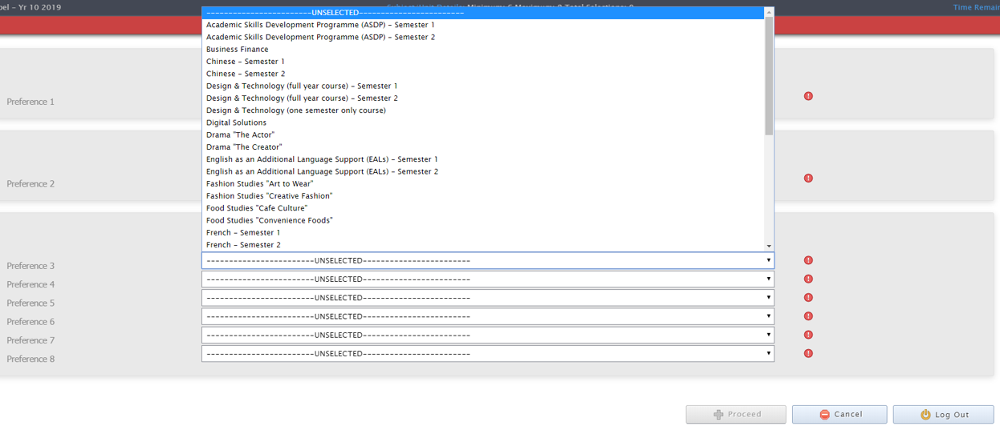 pel - Yr 10 2019
Subject/Unit Details: Minimum: 6 Maximum: 8 Total Selections: 0
Time Remain
------------------------UNSELECTED------------------------
Academic Skills Development Programme (ASDP) - Semester 1
Academic Skills Development Programme (ASDP) - Semester 2
Business Finance
Chinese - Semester 1
Chinese - Semester 2
Design & Technology (full year course) - Semester 1
Design & Technology (full year course) - Semester 2
Design & Technology (one semester only course)
Digital Solutions
Drama "The Actor"
Drama "The Creator"
English as an Additional Language Support (EALs) - Semester 1
English as an Additional Language Support (EALs) - Semester 2
Fashion Studies "Art to Wear"
Fashion Studies "Creative Fashion"
Food Studies "Cafe Culture"
Food Studies "Convenience Foods"
French - Semester 1
French - Semester 2
Preference 1
Preference 2
Preference 3 ------------------------UNSELECTED------------------------
Preference 4 ------------------------UNSELECTED------------------------
Preference 5 ------------------------UNSELECTED------------------------
Preference 6 ------------------------UNSELECTED------------------------
Preference 7 ------------------------UNSELECTED------------------------
Preference 8 ------------------------UNSELECTED------------------------
Proceed
Cancel
Log Out